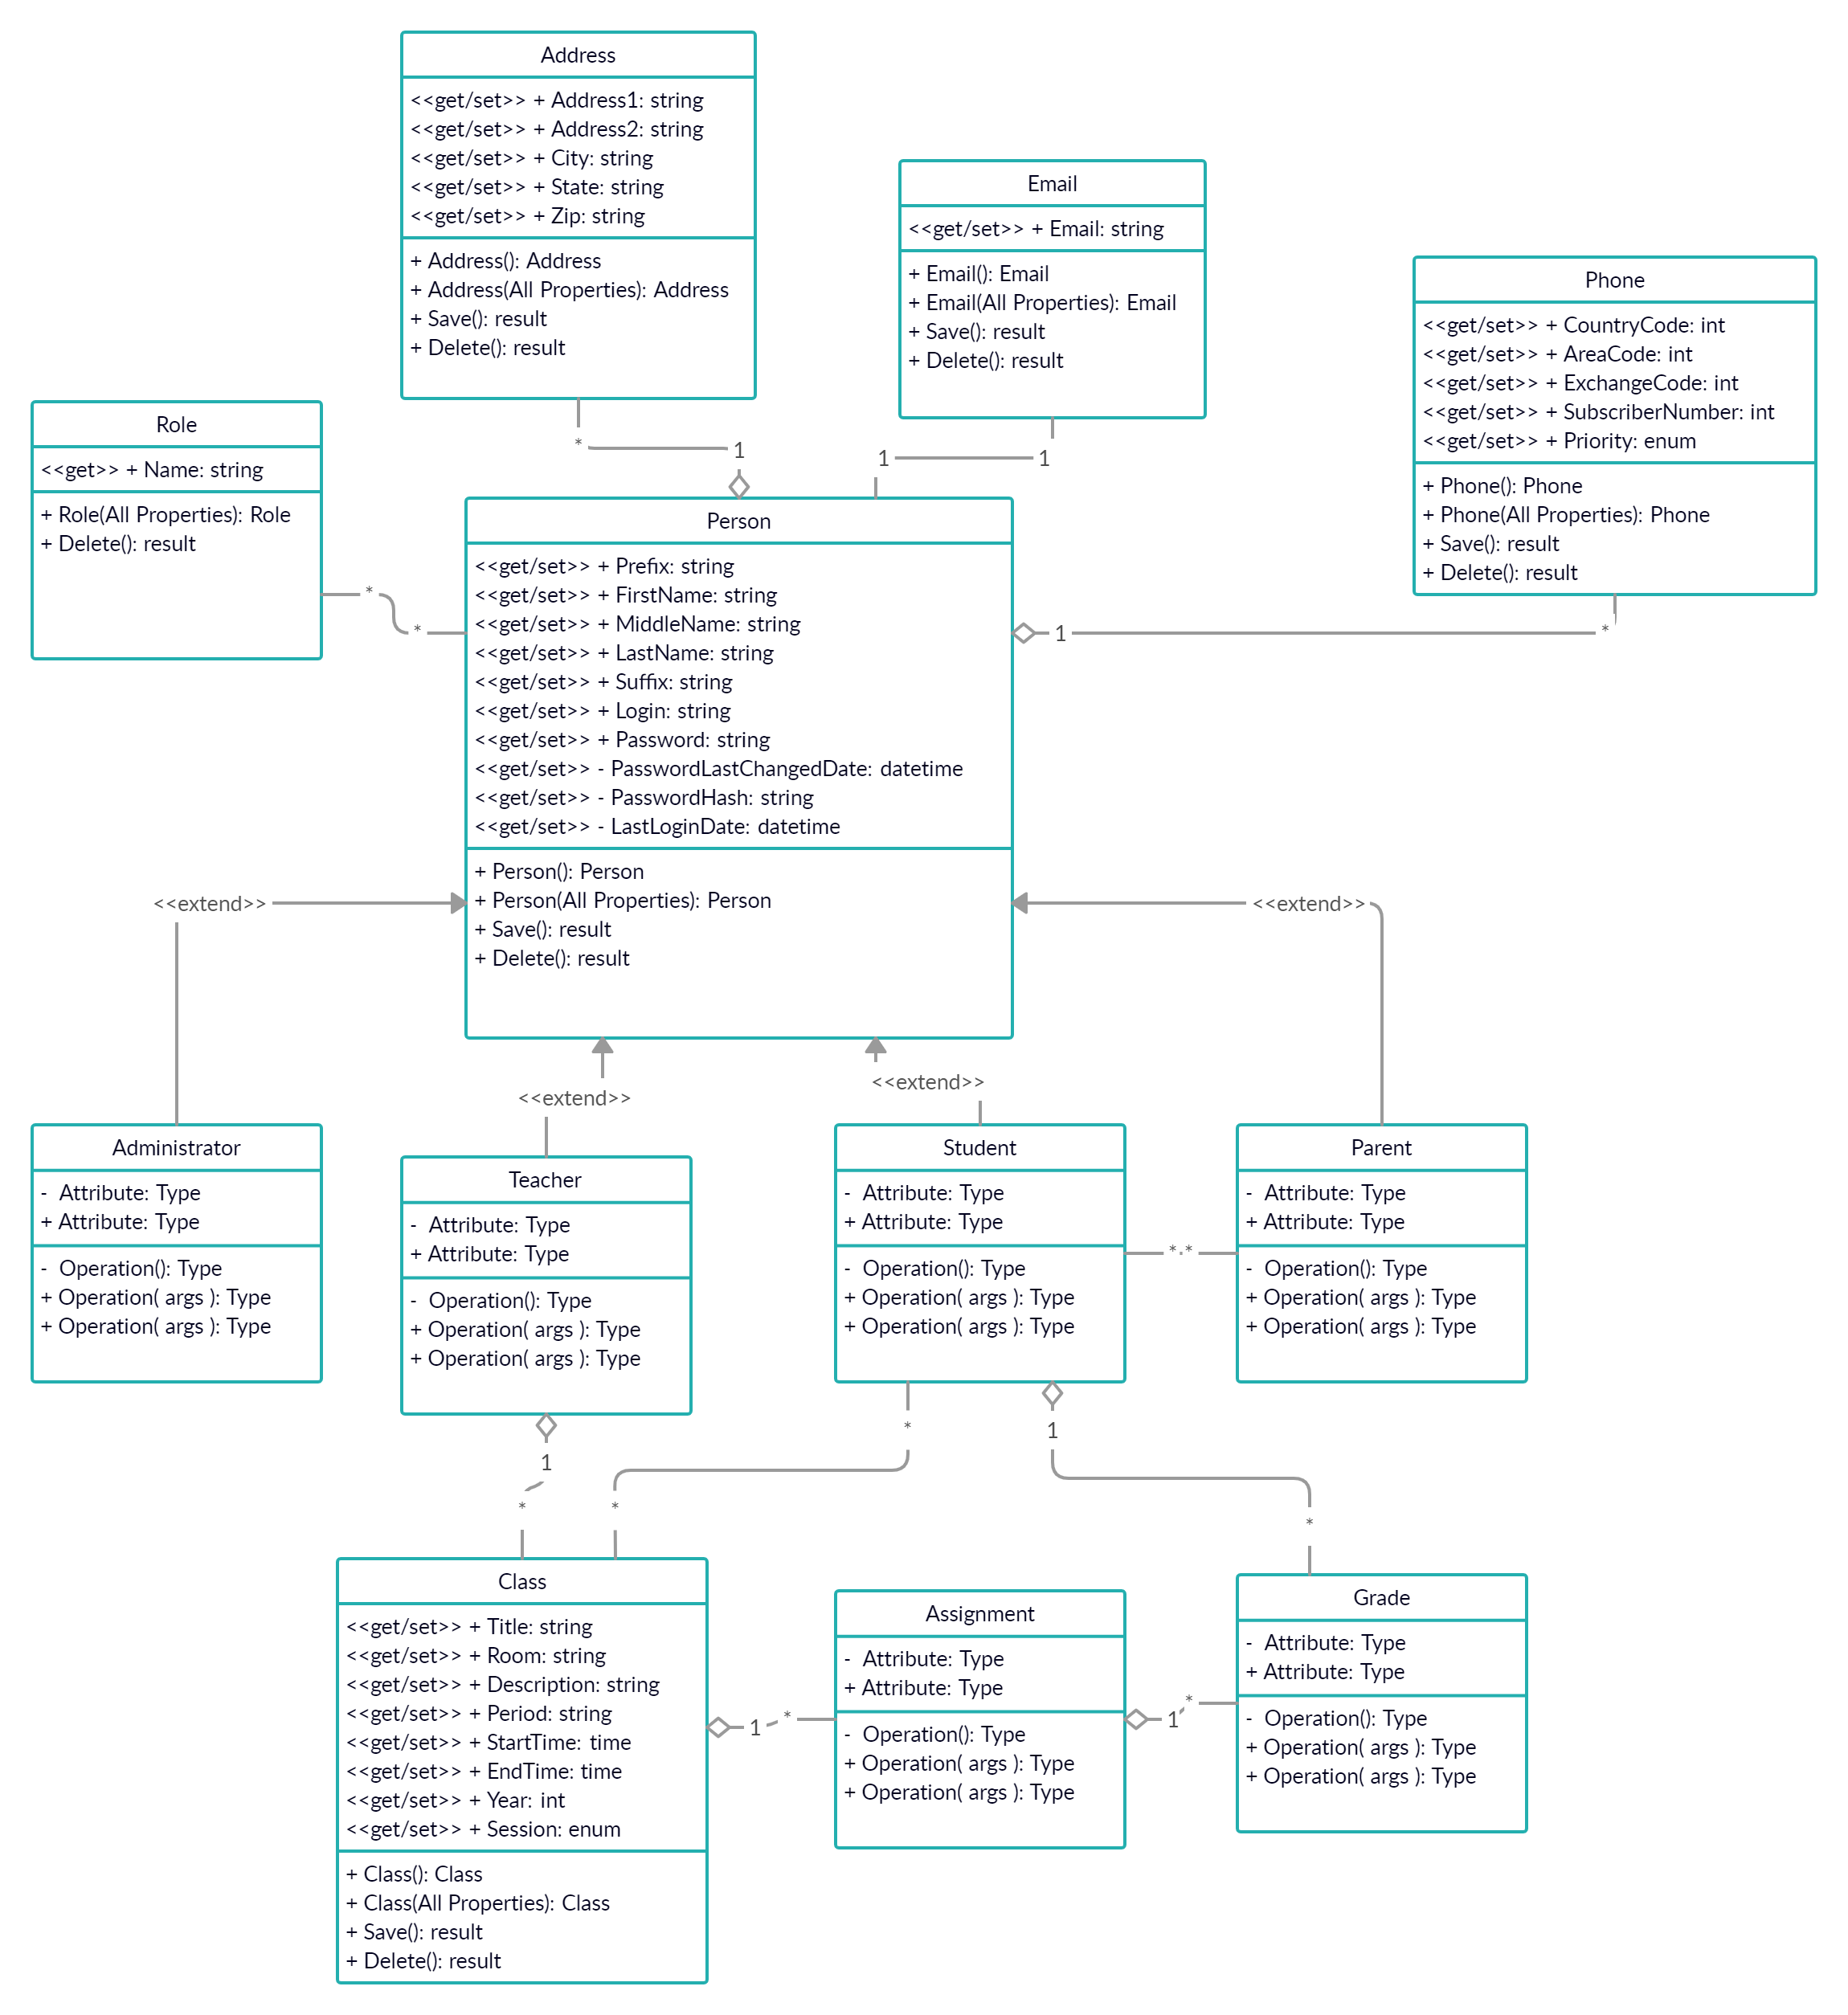 Address
<<get/set>> + Address1: string
<<get/set>> + Address2: string
<<get/set>> + City: string
<<get/set>> + State: string
<<get/set>> + Zip: string
+ Address(): Address
+ Address(All Properties): Address
+ Save(): result
+ Delete(): result
Email
<<get/set>> + Email: string
+ Email(): Email
+ Email(All Properties): Email
+ Save(): result
+ Delete(): result
Phone
<<get/set>> + CountryCode: int
<<get/set>> + AreaCode: int
<<get/set>> + ExchangeCode: int
<<get/set>> + SubscriberNumber: int
<<get/set>> + Priority: enum
+ Phone(): Phone
+ Phone(All Properties): Phone
+ Save(): result
+ Delete(): result
Role
<<get>> + Name: string
+ Role(All Properties): Role
+ Delete(): result
*
1
1
1
*
*
1
*
Person
<<get/set>> + Prefix: string
<<get/set>> + FirstName: string
<<get/set>> + MiddleName: string
<<get/set>> + LastName: string
<<get/set>> + Suffix: string
<<get/set>> + Login: string
<<get/set>> + Password: string
<<get/set>> - PasswordLastChangedDate: datetime
<<get/set>> - PasswordHash: string
<<get/set>> - LastLoginDate: datetime
+ Person(): Person
+ Person(All Properties): Person
+ Save(): result
+ Delete(): result
<<extend>>
<<extend>>
<<extend>>
<<extend>>
Administrator
- Attribute: Type
+ Attribute: Type
- Operation(): Type
+ Operation( args ): Type
+ Operation( args ): Type
Teacher
- Attribute: Type
+ Attribute: Type
- Operation(): Type
+ Operation( args ): Type
+ Operation( args ): Type
Student
- Attribute: Type
+ Attribute: Type
- Operation(): Type
+ Operation( args ): Type
+ Operation( args ): Type
* *
Parent
- Attribute: Type
+ Attribute: Type
- Operation(): Type
+ Operation( args ): Type
+ Operation( args ): Type
1
*
*
*
1
*
Class
<<get/set>> + Title: string
<<get/set>> + Room: string
<<get/set>> + Description: string
<<get/set>> + Period: string
<<get/set>> + StartTime: time
<<get/set>> + EndTime: time
<<get/set>> + Year: int
<<get/set>> + Session: enum
+ Class(): Class
+ Class(All Properties): Class
+ Save(): result
+ Delete(): result
1
*
Assignment
- Attribute: Type
+ Attribute: Type
- Operation(): Type
+ Operation( args ): Type
+ Operation( args ): Type
1
*
Grade
- Attribute: Type
+ Attribute: Type
- Operation(): Type
+ Operation( args ): Type
+ Operation( args ): Type